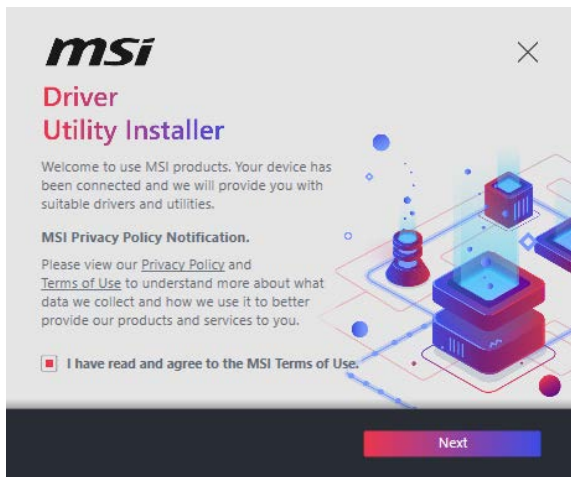 msi
Driver
Utility Installer
Welcome to use MSI products. Your device has
been connected and we will provide you with
suitable drivers and utilities.
MSI Privacy Policy Notification.
Please view our Privacy Policy and
Terms of Use to understand more about what
data we collect and how we use it to better
provide our products and services to you.
I have read and agree to the MSI Terms of Use.
Next